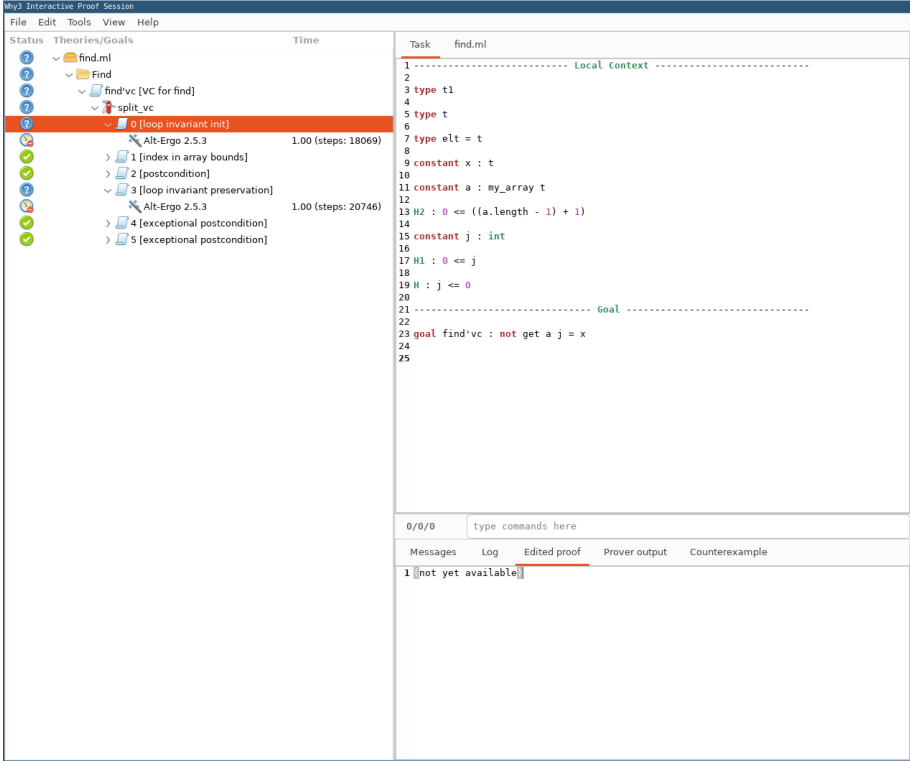 Why3 Interactive Proof Session
File Edit Tools View Help
Status Theories/Goals Time
find.ml
Find
find'vc [VC for find]
split_vc
0 [loop invariant init]
Alt-Ergo 2.5.3 1.00 (steps: 18069)
1 [index in array bounds]
2 [postcondition]
3 [loop invariant preservation]
Alt-Ergo 2.5.3 1.00 (steps: 20746)
4 [exceptional postcondition]
5 [exceptional postcondition]
Task find.ml
1 --------------------------- Local Context ---------------------------
2
3 type t1
4
5 type t
6
7 type elt = t
8
9 constant x : t
10
11 constant a : my_array t
12
13 H2 : 0 <= ((a.length - 1) + 1)
14
15 constant j : int
16
17 H1 : 0 <= j
18
19 H : j <= 0
20
21 ------------------------------- Goal --------------------------------
22
23 goal find'vc : not get a j = x
24
25
0/0/0 type commands here
Messages Log Edited proof Prover output Counterexample
1 (not yet available)